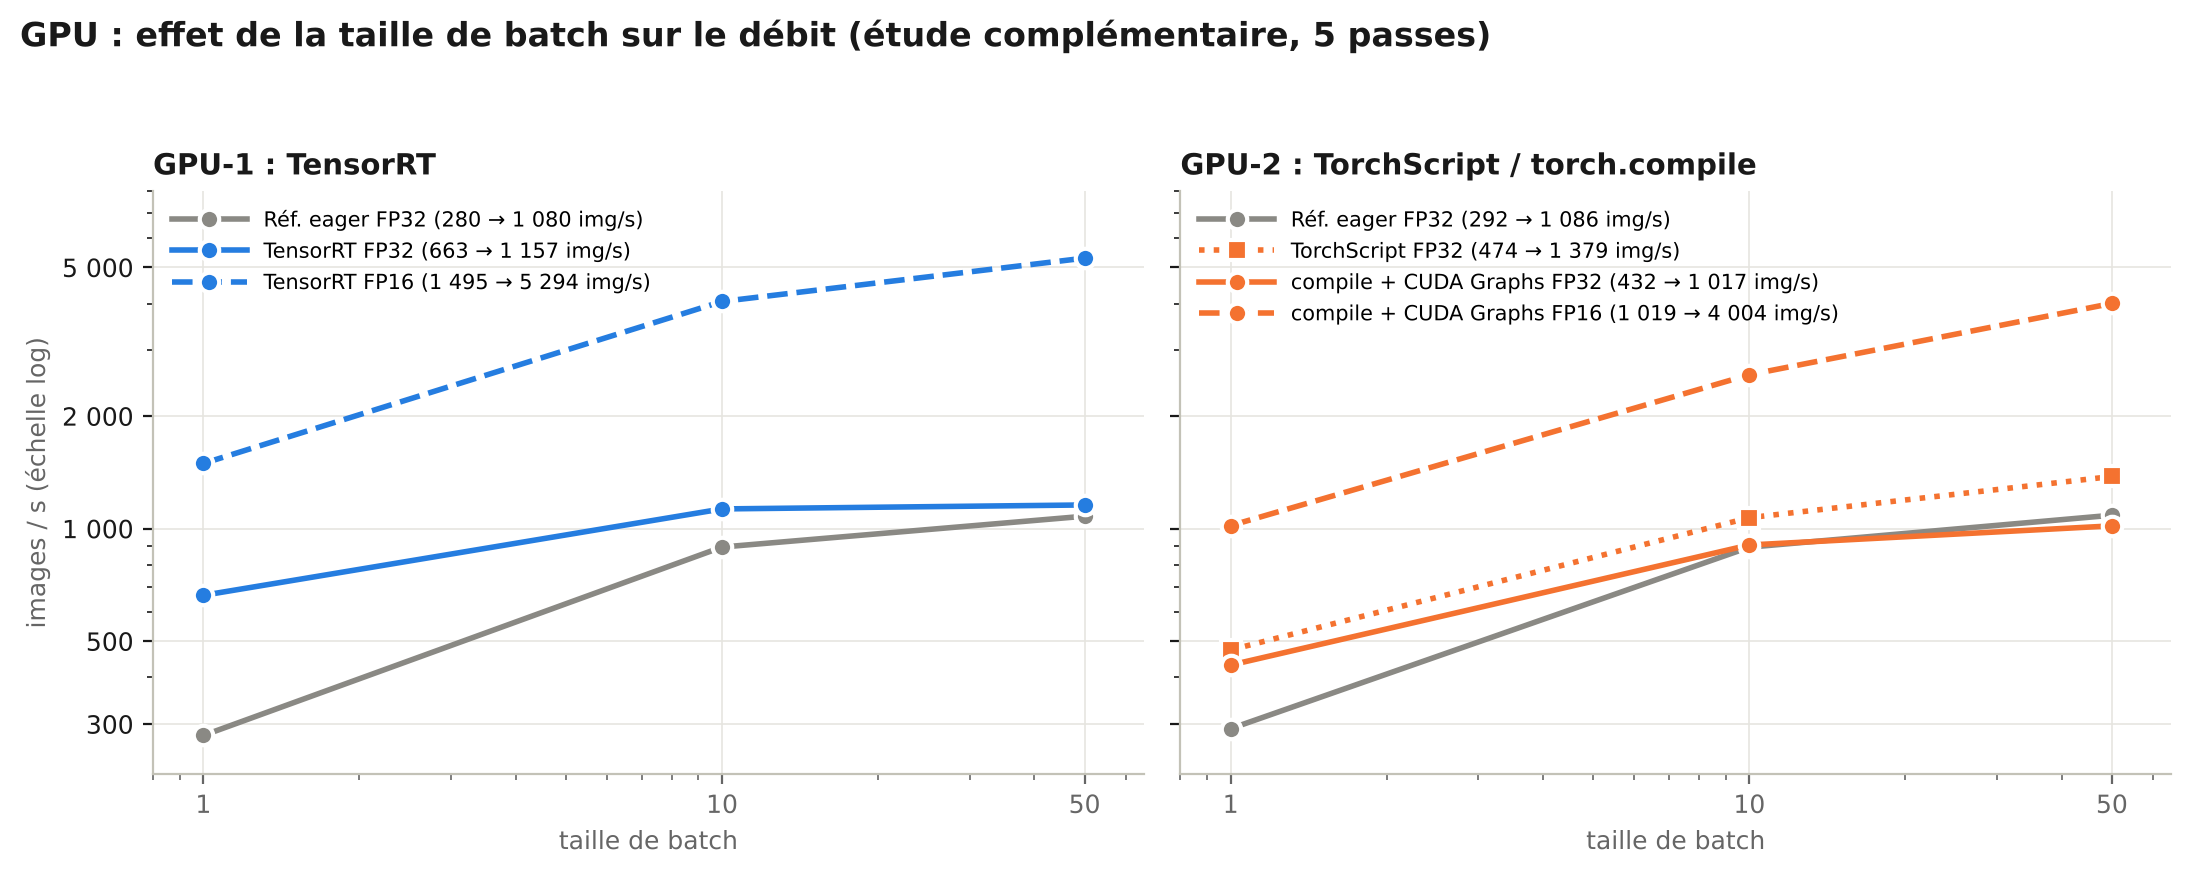 GPU : effet de la taille de batch sur le débit (étude complémentaire, 5 passes)
GPU-1 : TensorRT
Réf. eager FP32 (280 → 1 080 img/s)
TensorRT FP32 (663 → 1 157 img/s)
TensorRT FP16 (1 495 → 5 294 img/s)
images / s (échelle log)
5 000
2 000
1 000
500
300
1
10
50
taille de batch
GPU-2 : TorchScript / torch.compile
Réf. eager FP32 (292 → 1 086 img/s)
TorchScript FP32 (474 → 1 379 img/s)
compile + CUDA Graphs FP32 (432 → 1 017 img/s)
compile + CUDA Graphs FP16 (1 019 → 4 004 img/s)
1
10
50
taille de batch